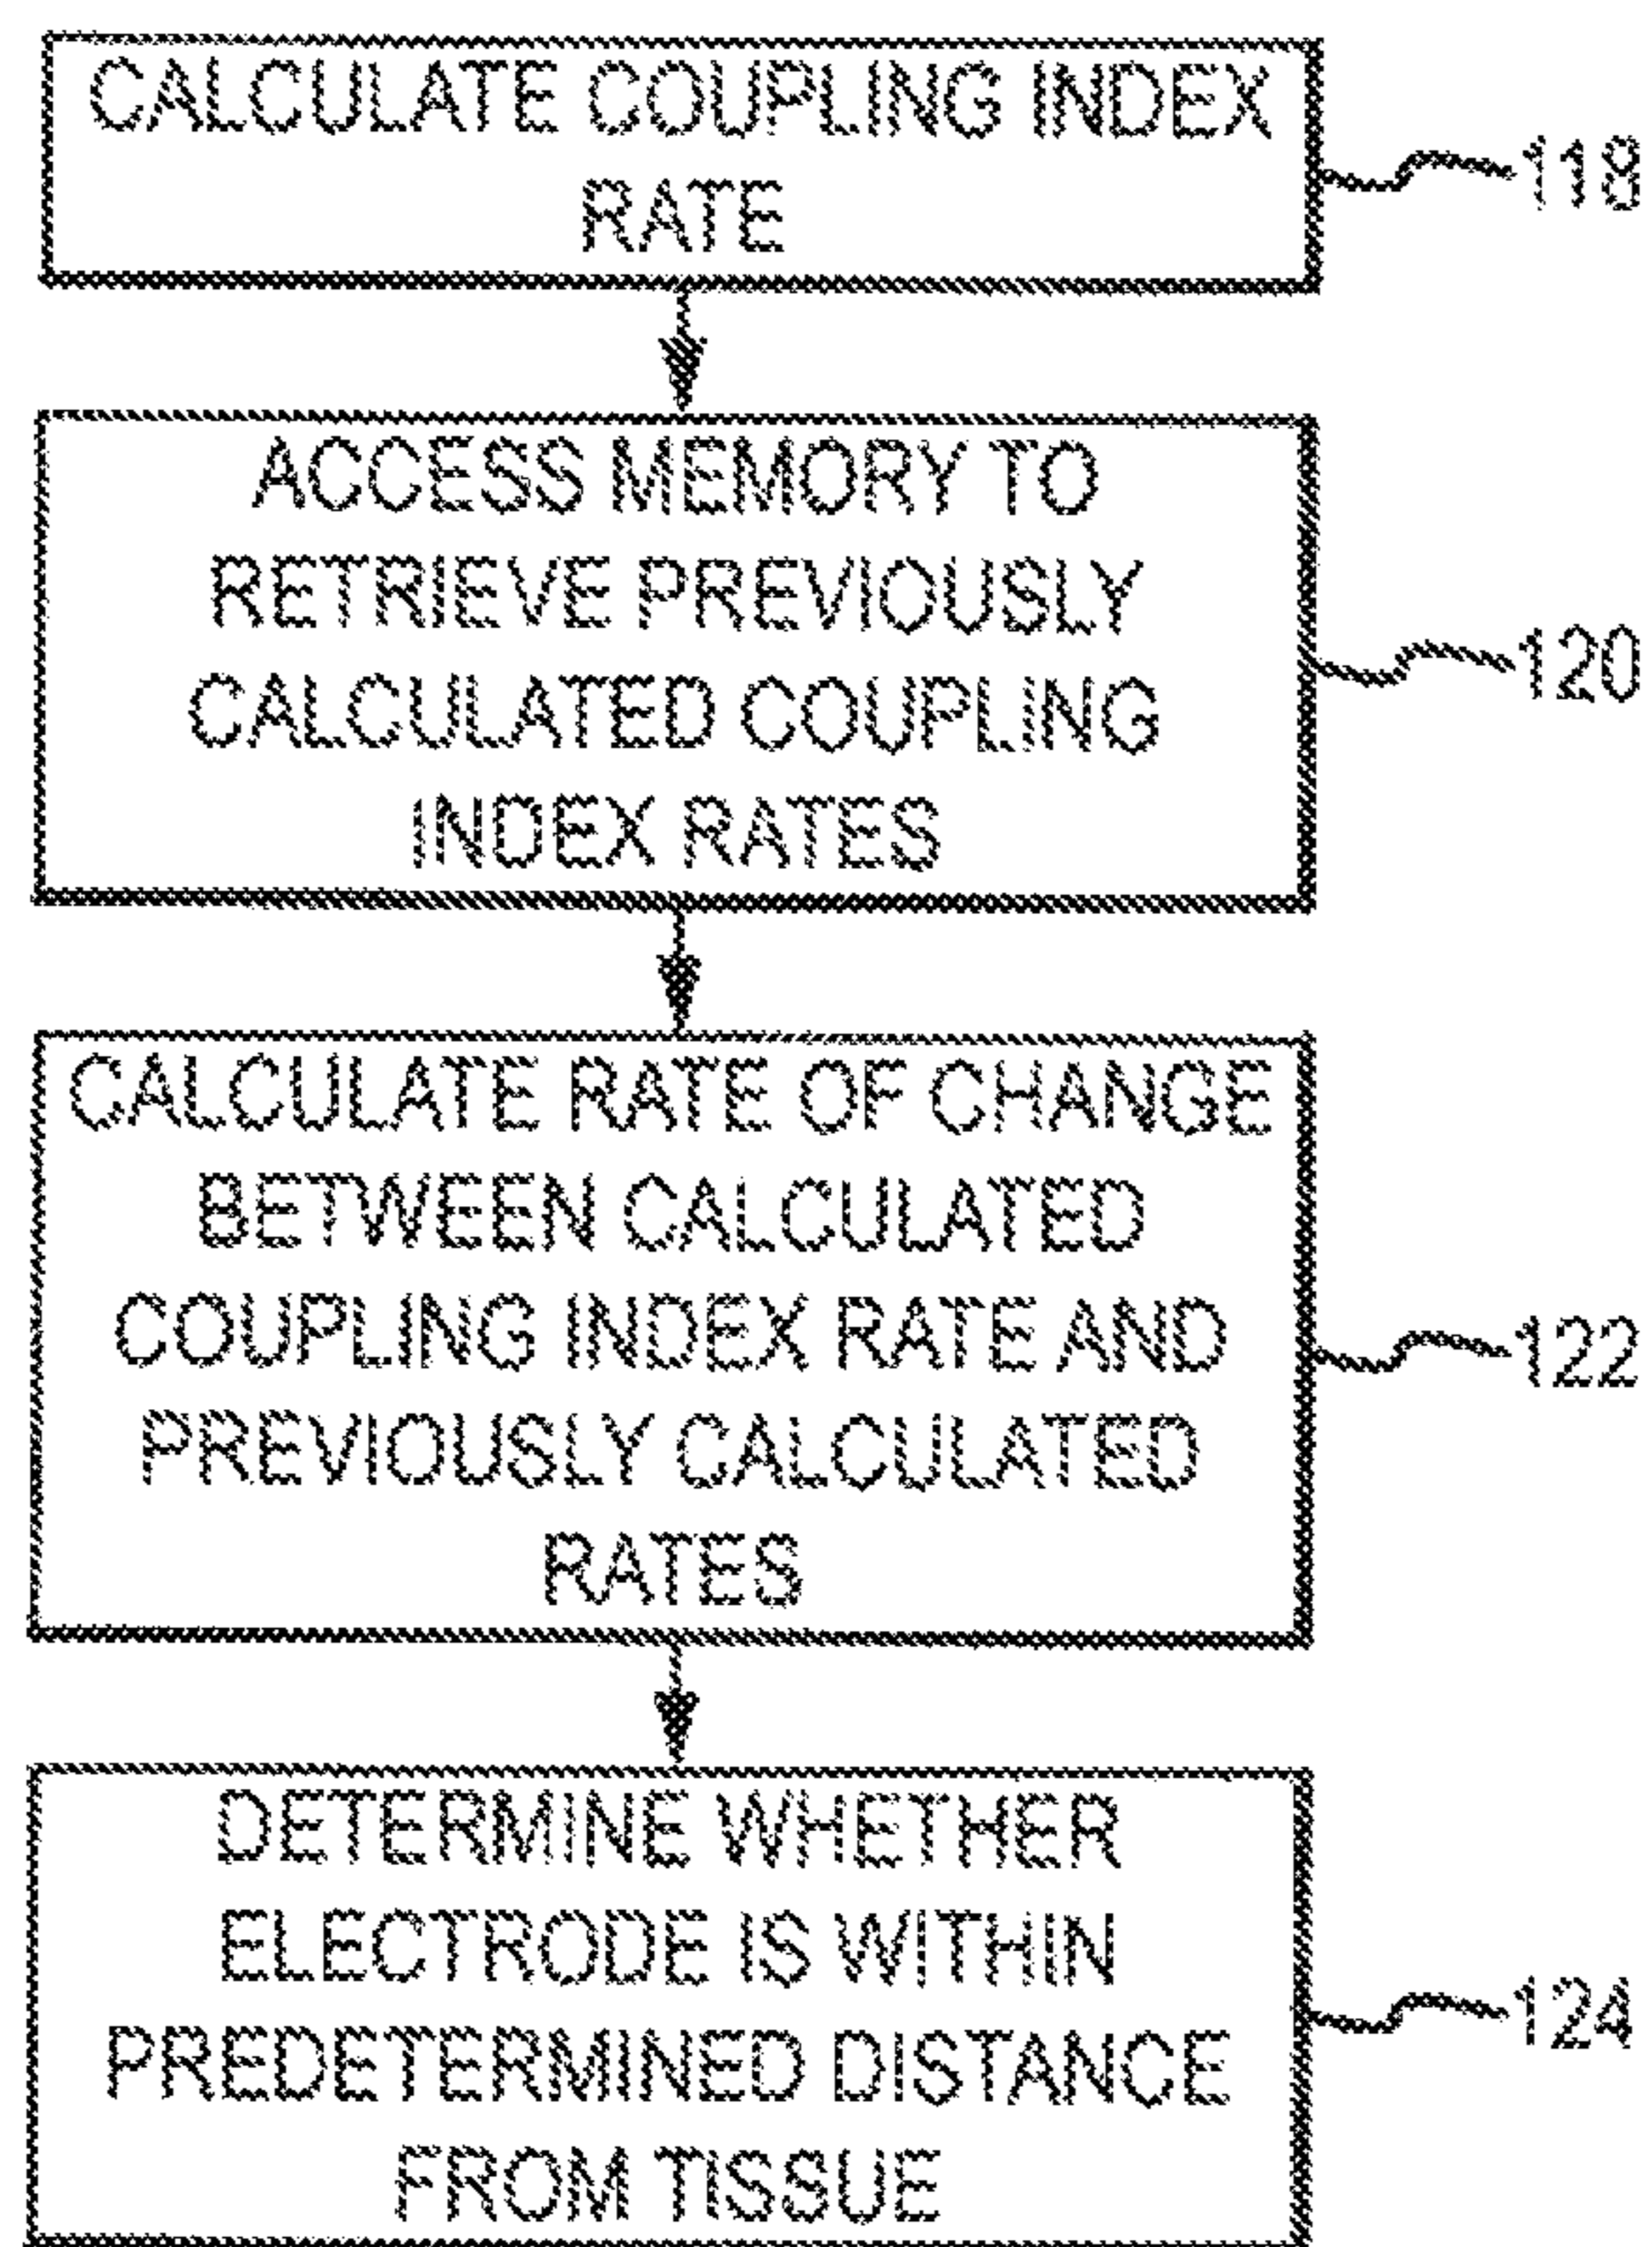 CALCULATE COUPLING INDEX
RATE
118
ACCESS MEMORY TO
RETRIEVE PREVIOUSLY
CALCULATED COUPLING
INDEX RATES
120
CALCULATE RATE OF CHANGE
BETWEEN CALCULATED
COUPLING INDEX RATE AND
PREVIOUSLY CALCULATED
RATES
122
DETERMINE WHETHER
ELECTRODE IS WITHIN
PREDETERMINED DISTANCE
FROM TISSUE
124